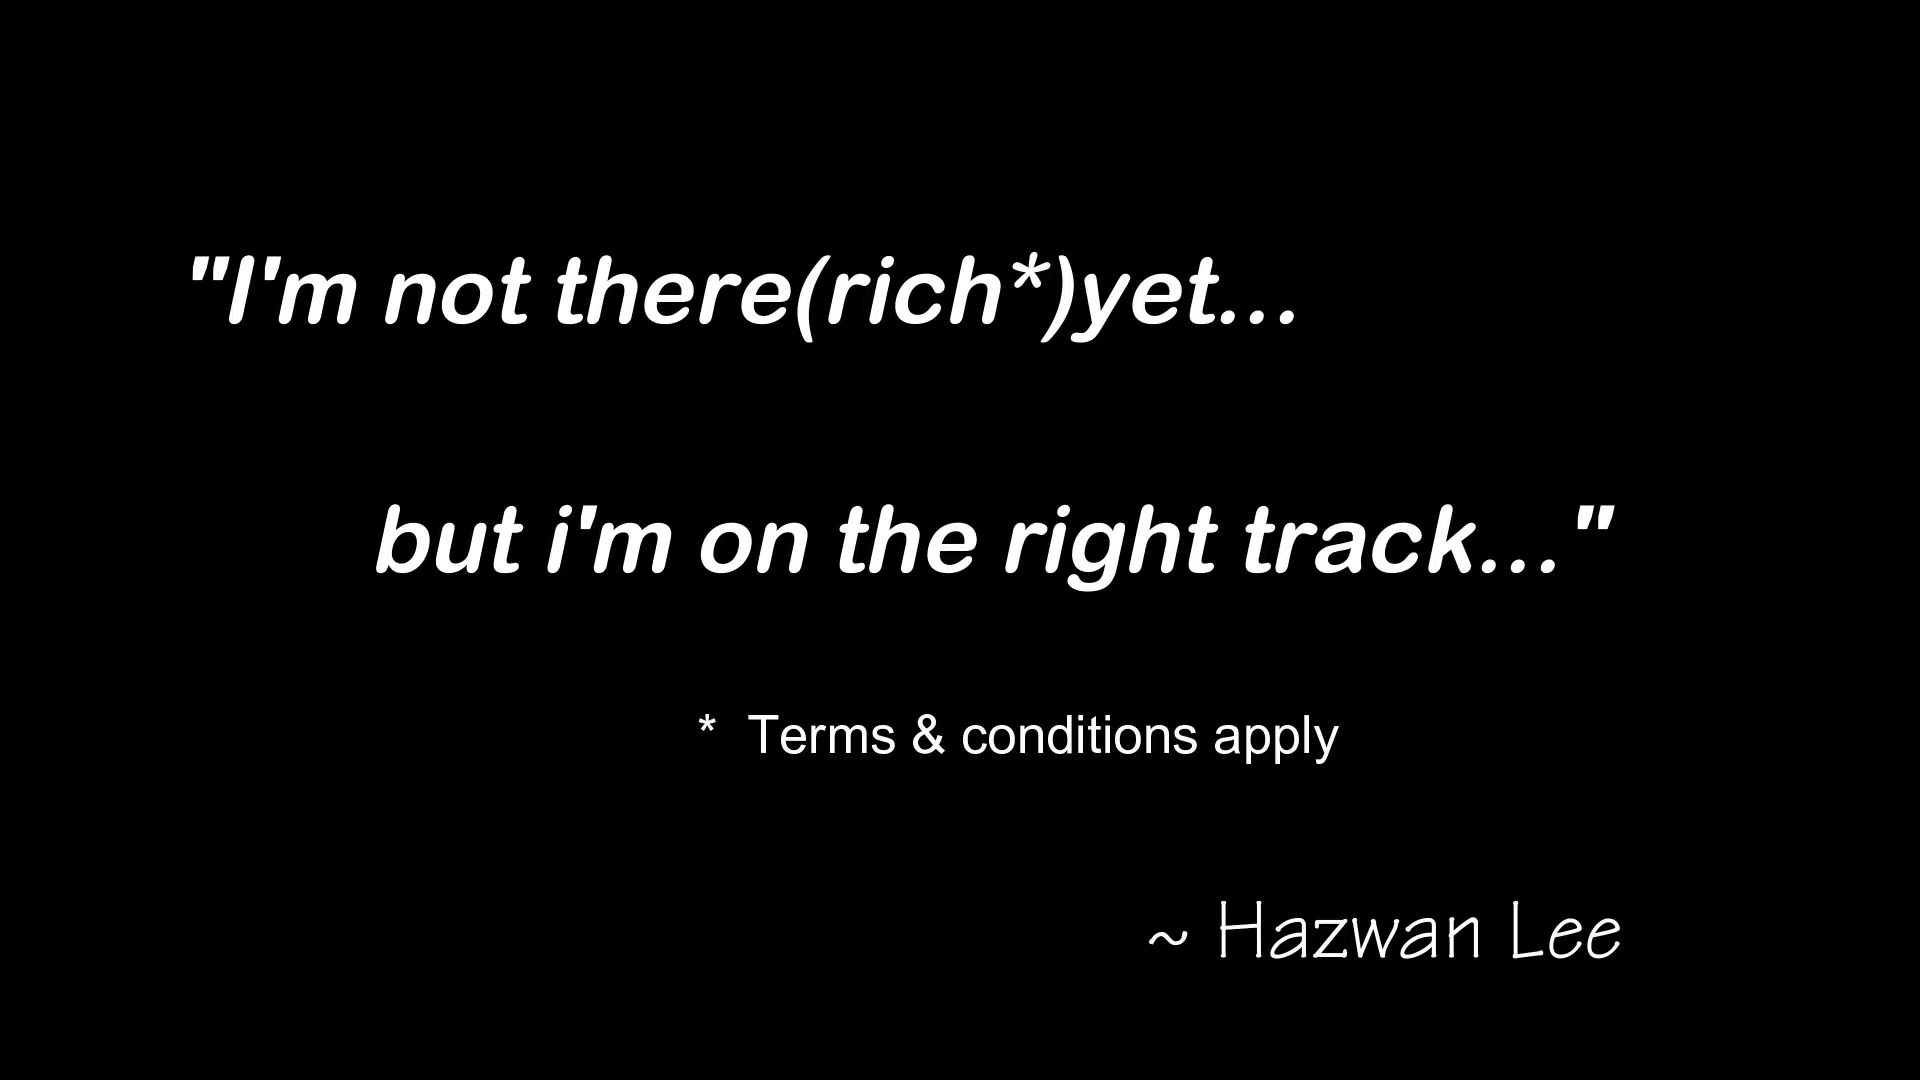 "I'm not there(rich*)yet...
but i'm on the right track..."
* Terms & conditions apply
~ Hazwan Lee